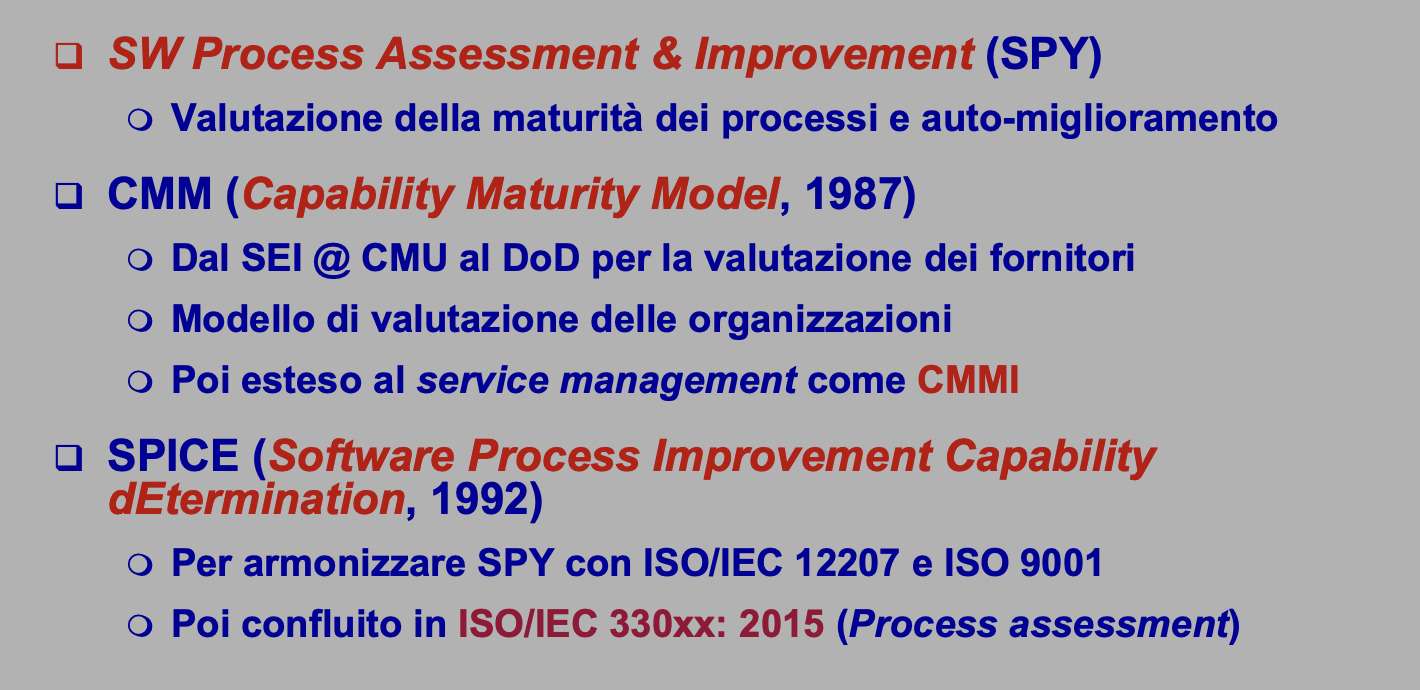 SW Process Assessment & Improvement (SPY)
Valutazione della maturità dei processi e auto-miglioramento
CMM (Capability Maturity Model, 1987)
Dal SEI @ CMU al DoD per la valutazione dei fornitori
Modello di valutazione delle organizzazioni
Poi esteso al service management come CMMI
SPICE (Software Process Improvement Capability
dEtermination, 1992)
Per armonizzare SPY con ISO/IEC 12207 e ISO 9001
Poi confluito in ISO/IEC 330xx: 2015 (Process assessment)